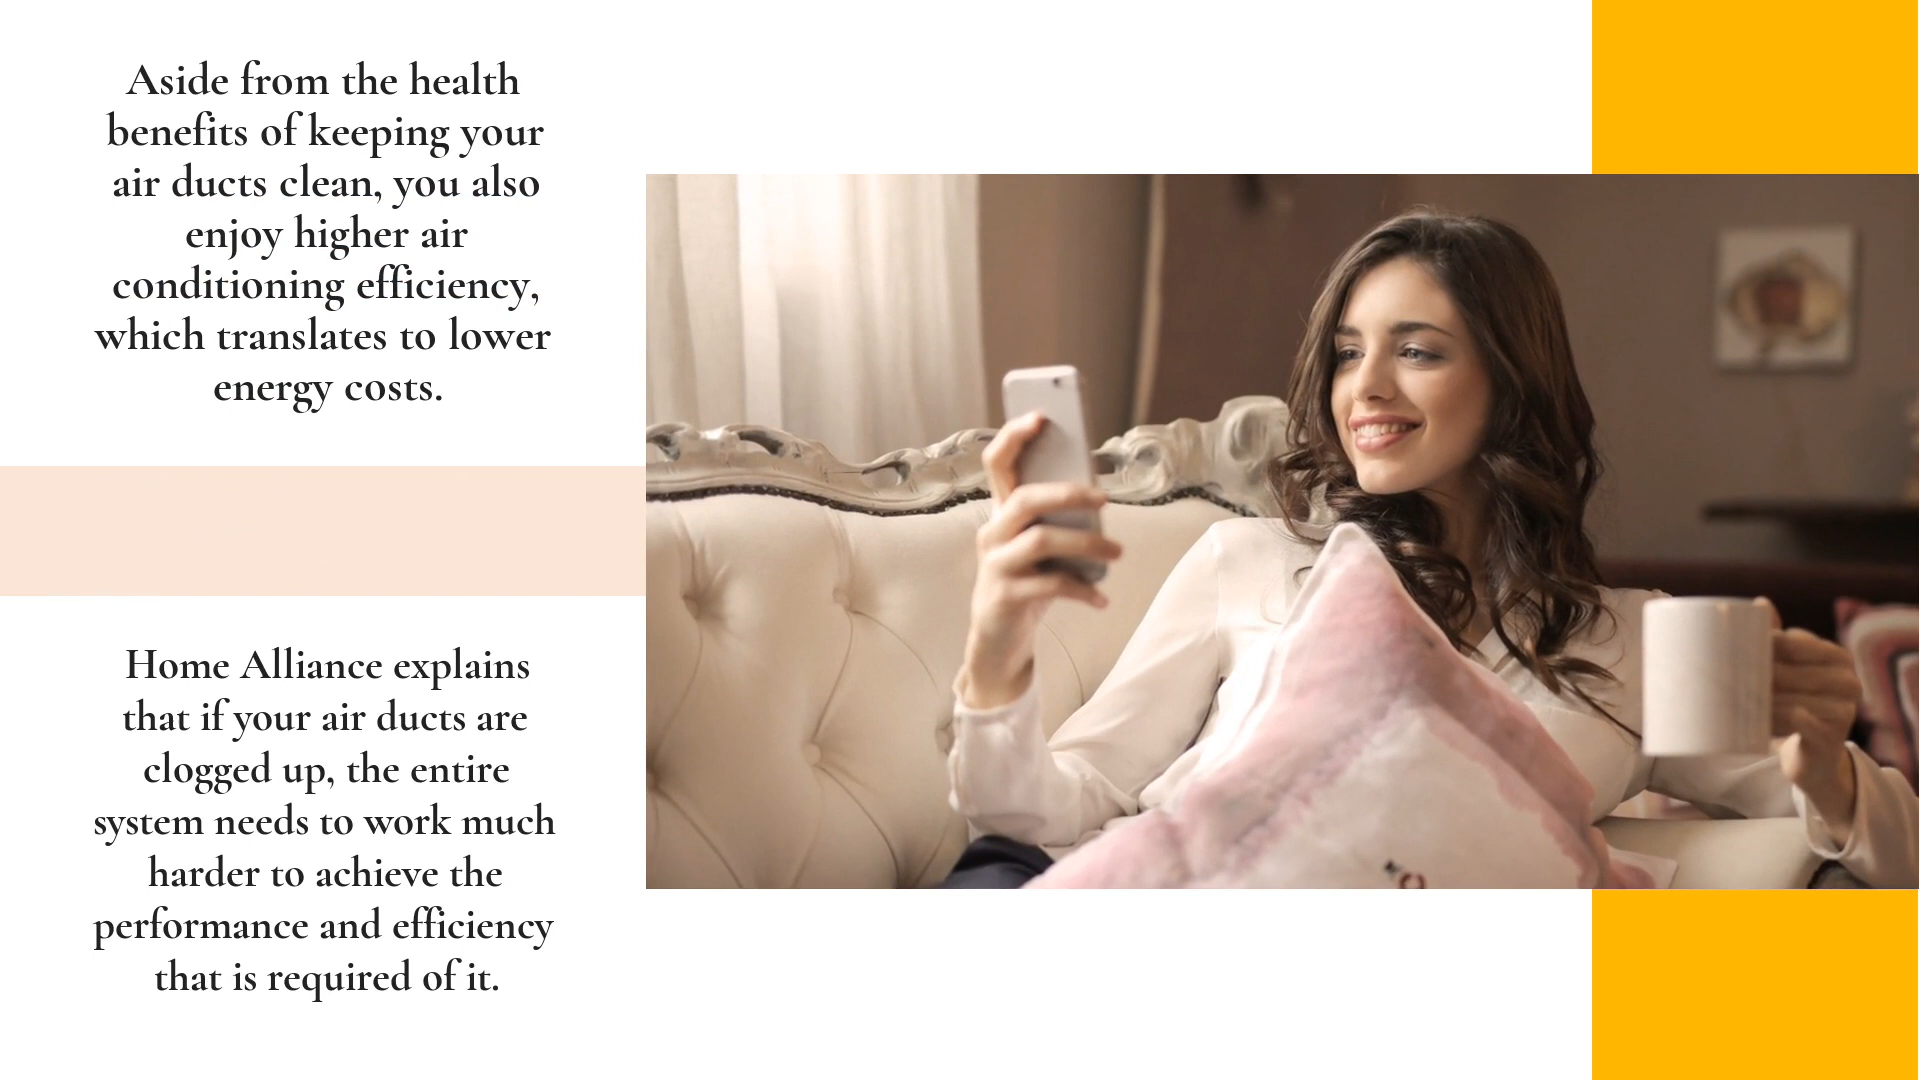 Aside from the health
benefits of keeping your
air ducts clean, you also
enjoy higher air
conditioning efficiency,
which translates to lower
energy costs.
Home Alliance explains
that if your air ducts are
clogged up, the entire
system needs to work much
harder to achieve the
performance and efficiency
that is required of it.